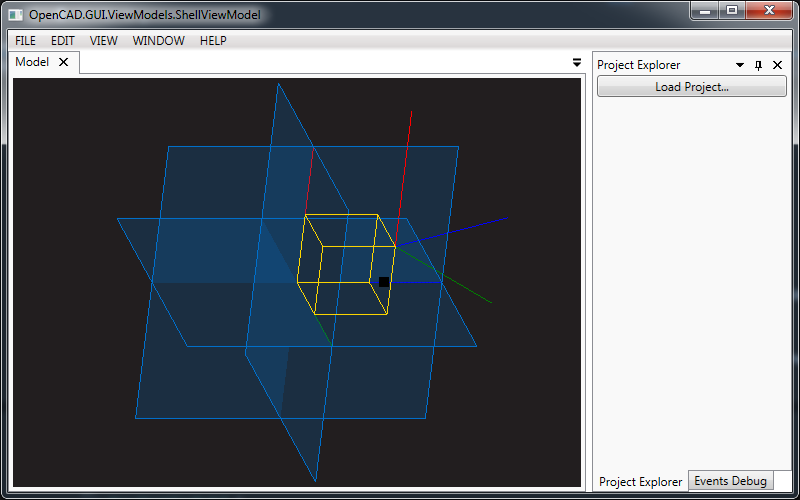 OpenCAD.GUI.ViewModels.ShellViewModel
FILE EDIT VIEW WINDOW HELP
Model
Project Explorer
Load Project...
Project Explorer Events Debug